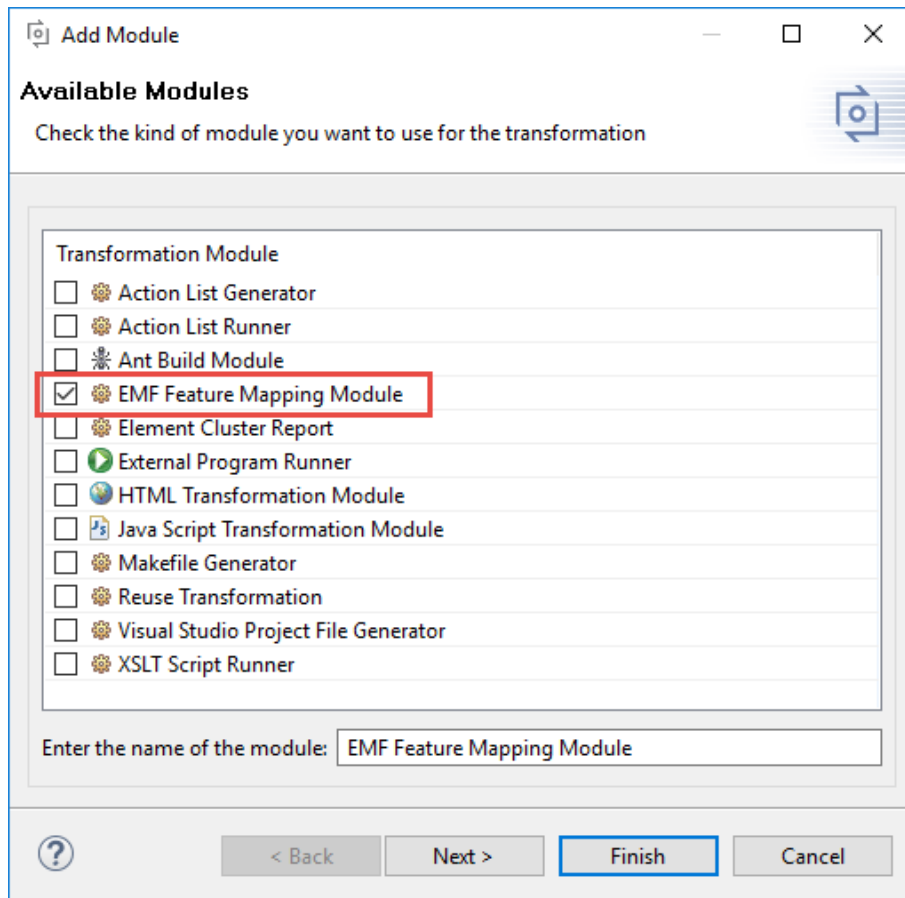 Add Module
Available Modules
Check the kind of module you want to use for the transformation
Transformation Module
Action List Generator
Action List Runner
Ant Build Module
EMF Feature Mapping Module
Element Cluster Report
External Program Runner
HTML Transformation Module
Java Script Transformation Module
Makefile Generator
Reuse Transformation
Visual Studio Project File Generator
XSLT Script Runner
Enter the name of the module: EMF Feature Mapping Module
? < Back Next > Finish Cancel